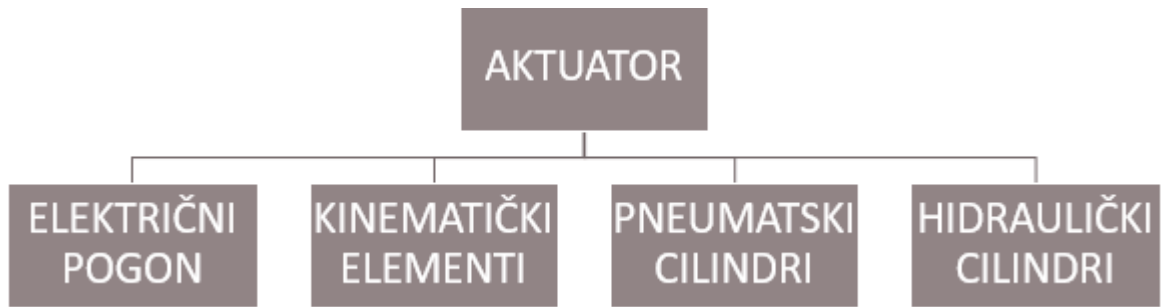 AKTUATOR
ELEKTRIČNI
POGON
KINEMATIČKI
ELEMENTI
PNEUMATSKI
CILINDRI
HIDRAULIČKI
CILINDRI